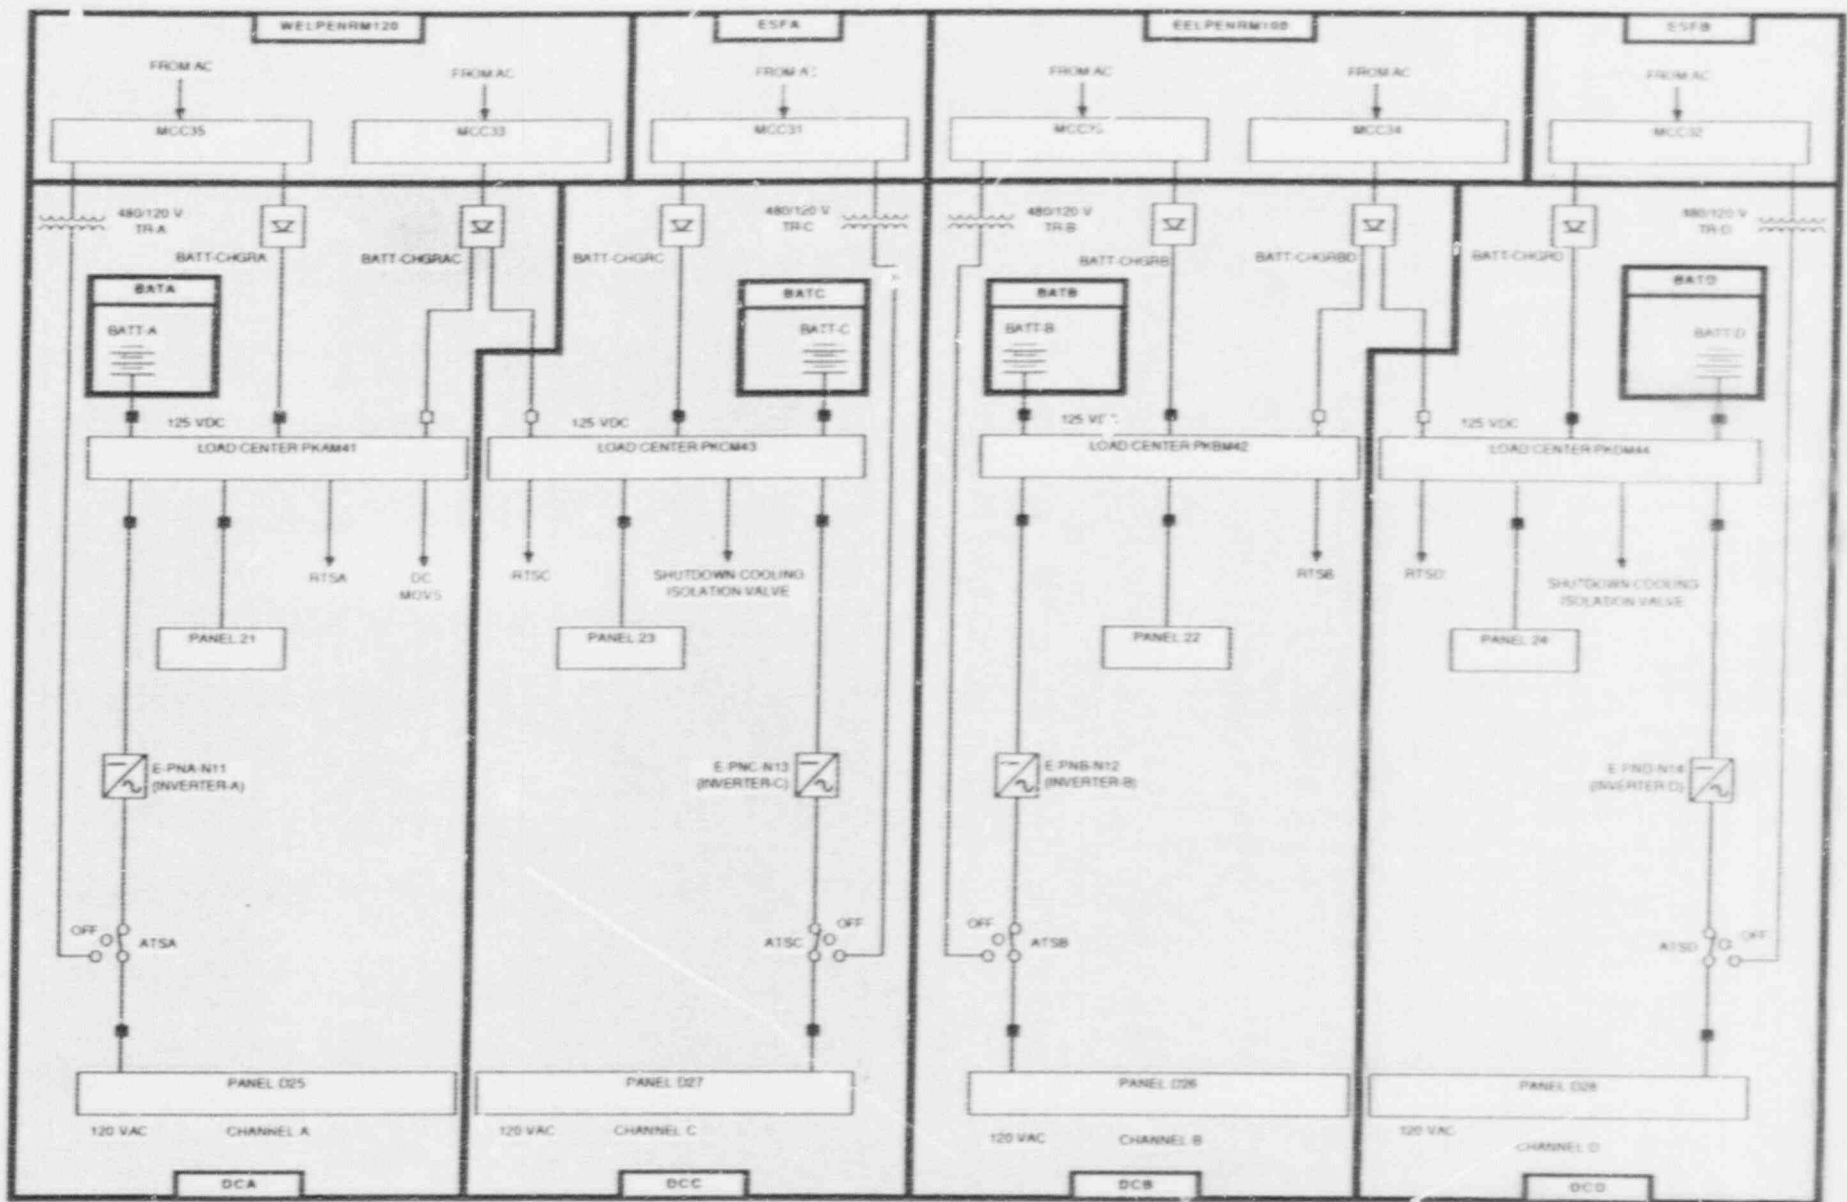 WELPENRM120
ESFA
EELPENRM100
ESFB
FROM AC
FROM AC
FROM AC
FROM AC
FROM AC
FROM AC
MCC35
MCC33
MCC31
MCC34
MCC32
480/120 V
TR-A
480/120 V
TR-C
480/120 V
TR-B
480/120 V
TR-D
BATT-CHGRA
BATT-CHGRAC
BATT-CHGRC
BATT-CHGRB
BATT-CHGRBD
BATT-CHGRD
BATA
BATC
BATB
BATD
BATT-A
BATT-C
BATT-B
BATT-D
125 VDC
125 VDC
125 VDC
125 VDC
LOAD CENTER PKAM41
LOAD CENTER PKCM43
LOAD CENTER PKBM42
LOAD CENTER PKDM44
RTSA
DC
MOVS
RTSC
SHUTDOWN-COOLING
ISOLATION-VALVE
RTSB
RTSD
SHUTDOWN-COOLING
ISOLATION-VALVE
PANEL 21
PANEL 23
PANEL 22
PANEL 24
E-PNA-N11
(INVERTER-A)
E-PNC-N13
(INVERTER-C)
E-PNB-N12
(INVERTER-B)
E-PND-N14
(INVERTER-D)
OFF
ATSA
ATSC
OFF
OFF
ATSB
ATSD
OFF
PANEL D25
PANEL D27
PANEL D26
PANEL D28
120 VAC
CHANNEL A
120 VAC
CHANNEL C
120 VAC
CHANNEL B
120 VAC
CHANNEL D
DCA
DCC
DCB
DCD